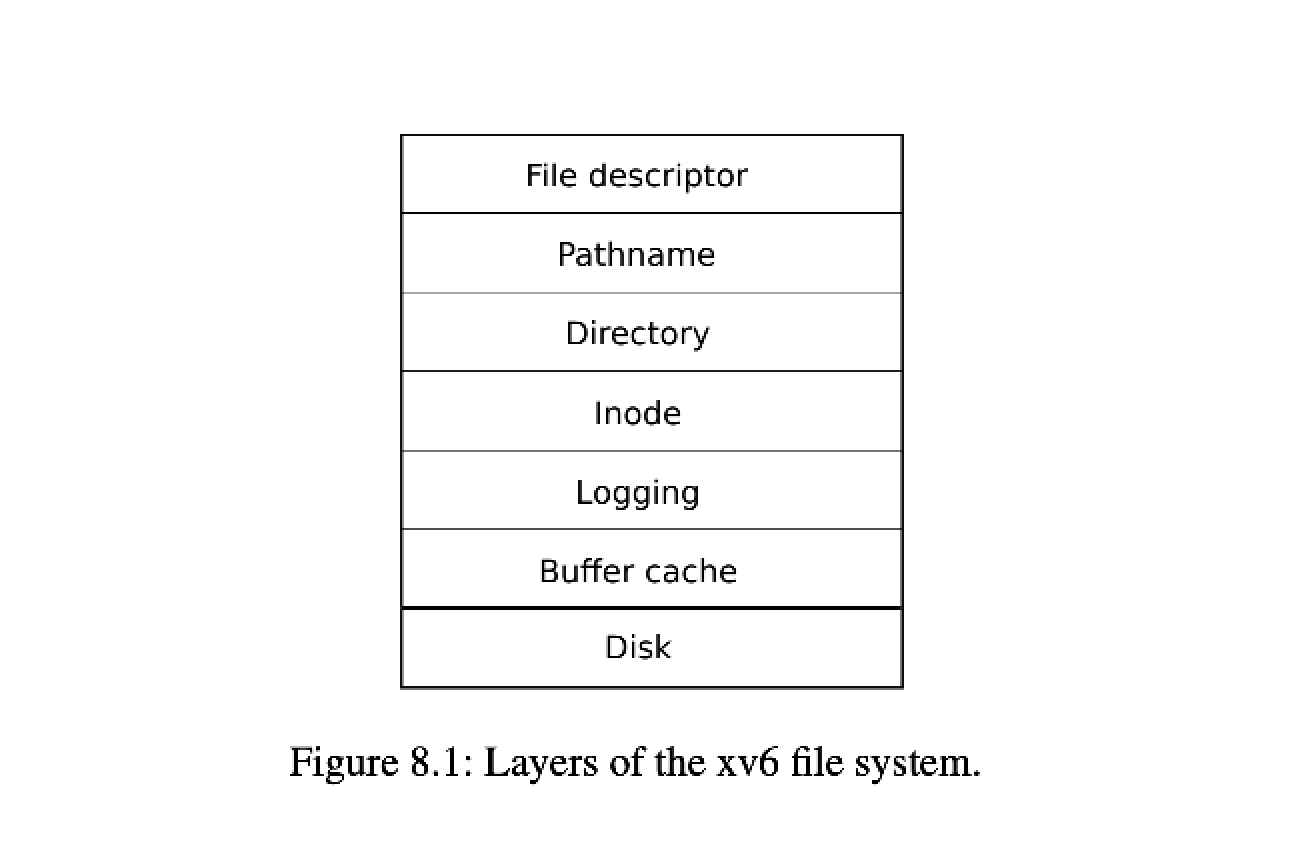 File descriptor
Pathname
Directory
Inode
Logging
Buffer cache
Disk
Figure 8.1: Layers of the xv6 file system.